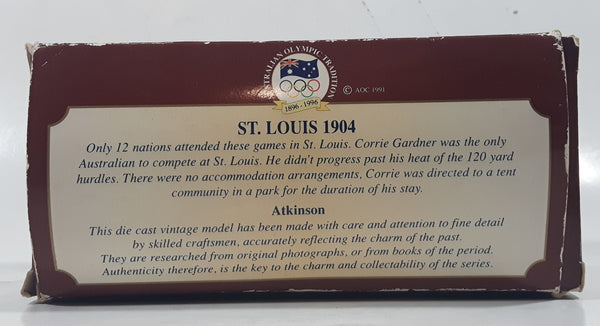 AUSTRALIAN OLYMPIC TRADITION
1896 - 1996
© AOC 1991
ST. LOUIS 1904
Only 12 nations attended these games in St. Louis. Corrie Gardner was the only
Australian to compete at St. Louis. He didn't progress past his heat of the 120 yard
hurdles. There were no accommodation arrangements. Corrie was directed to a tent
community in a park for the duration of his stay.
Atkinson
This die cast vintage model has been made with care and attention to fine detail
by skilled craftsmen, accurately reflecting the charm of the past.
They are researched from original photographs, or from books of the period.
Authenticity therefore, is the key to the charm and collectability of the series.